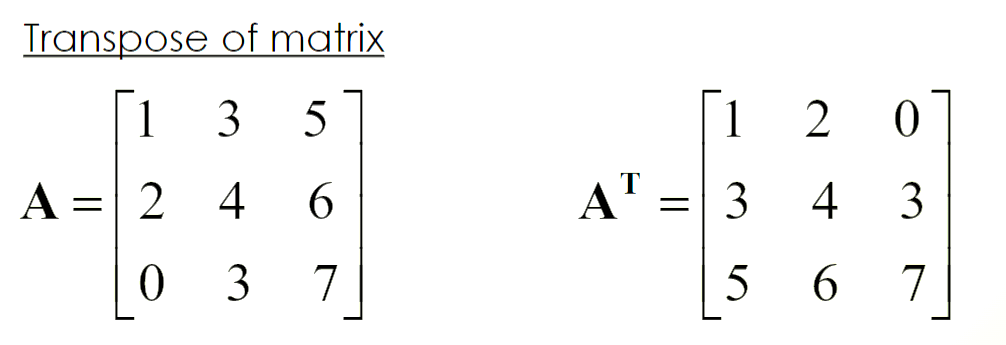 Transpose of matrix
1 3 5 1 2 0
A = 2 4 6 A^T = 3 4 3
0 3 7 5 6 7